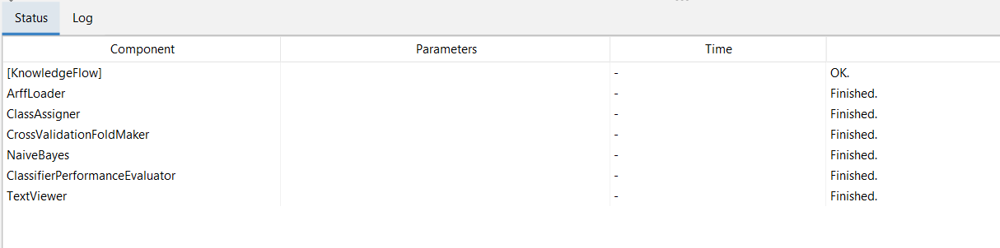 Status Log
Component Parameters Time
[KnowledgeFlow] - OK.
ArffLoader - Finished.
ClassAssigner - Finished.
CrossValidationFoldMaker - Finished.
NaiveBayes - Finished.
ClassifierPerformanceEvaluator - Finished.
TextViewer - Finished.